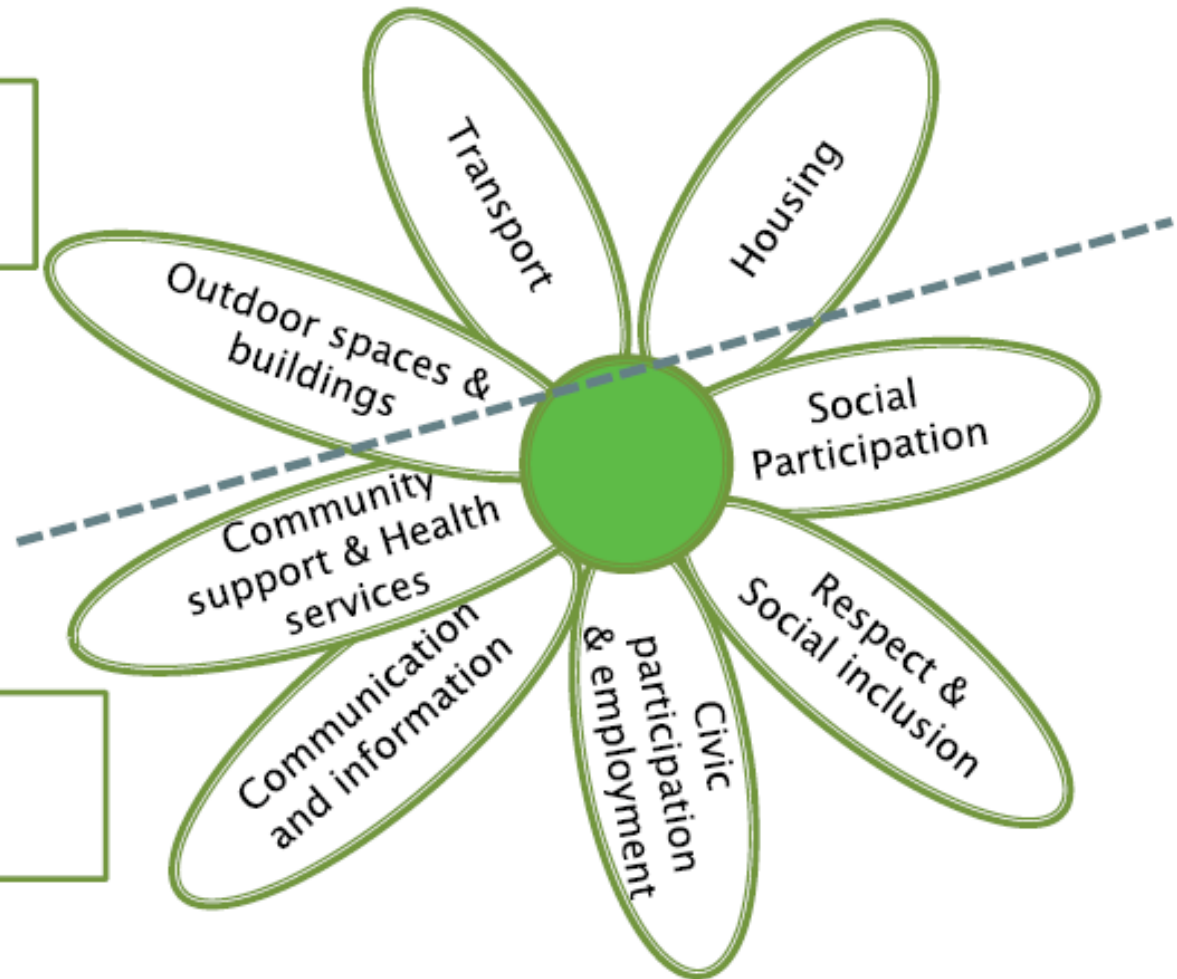 Transport
Housing
Outdoor spaces &
buildings
Social
Participation
Community
support & Health
services
Respect &
Social inclusion
Communication
and information
Civic
participation
& employment